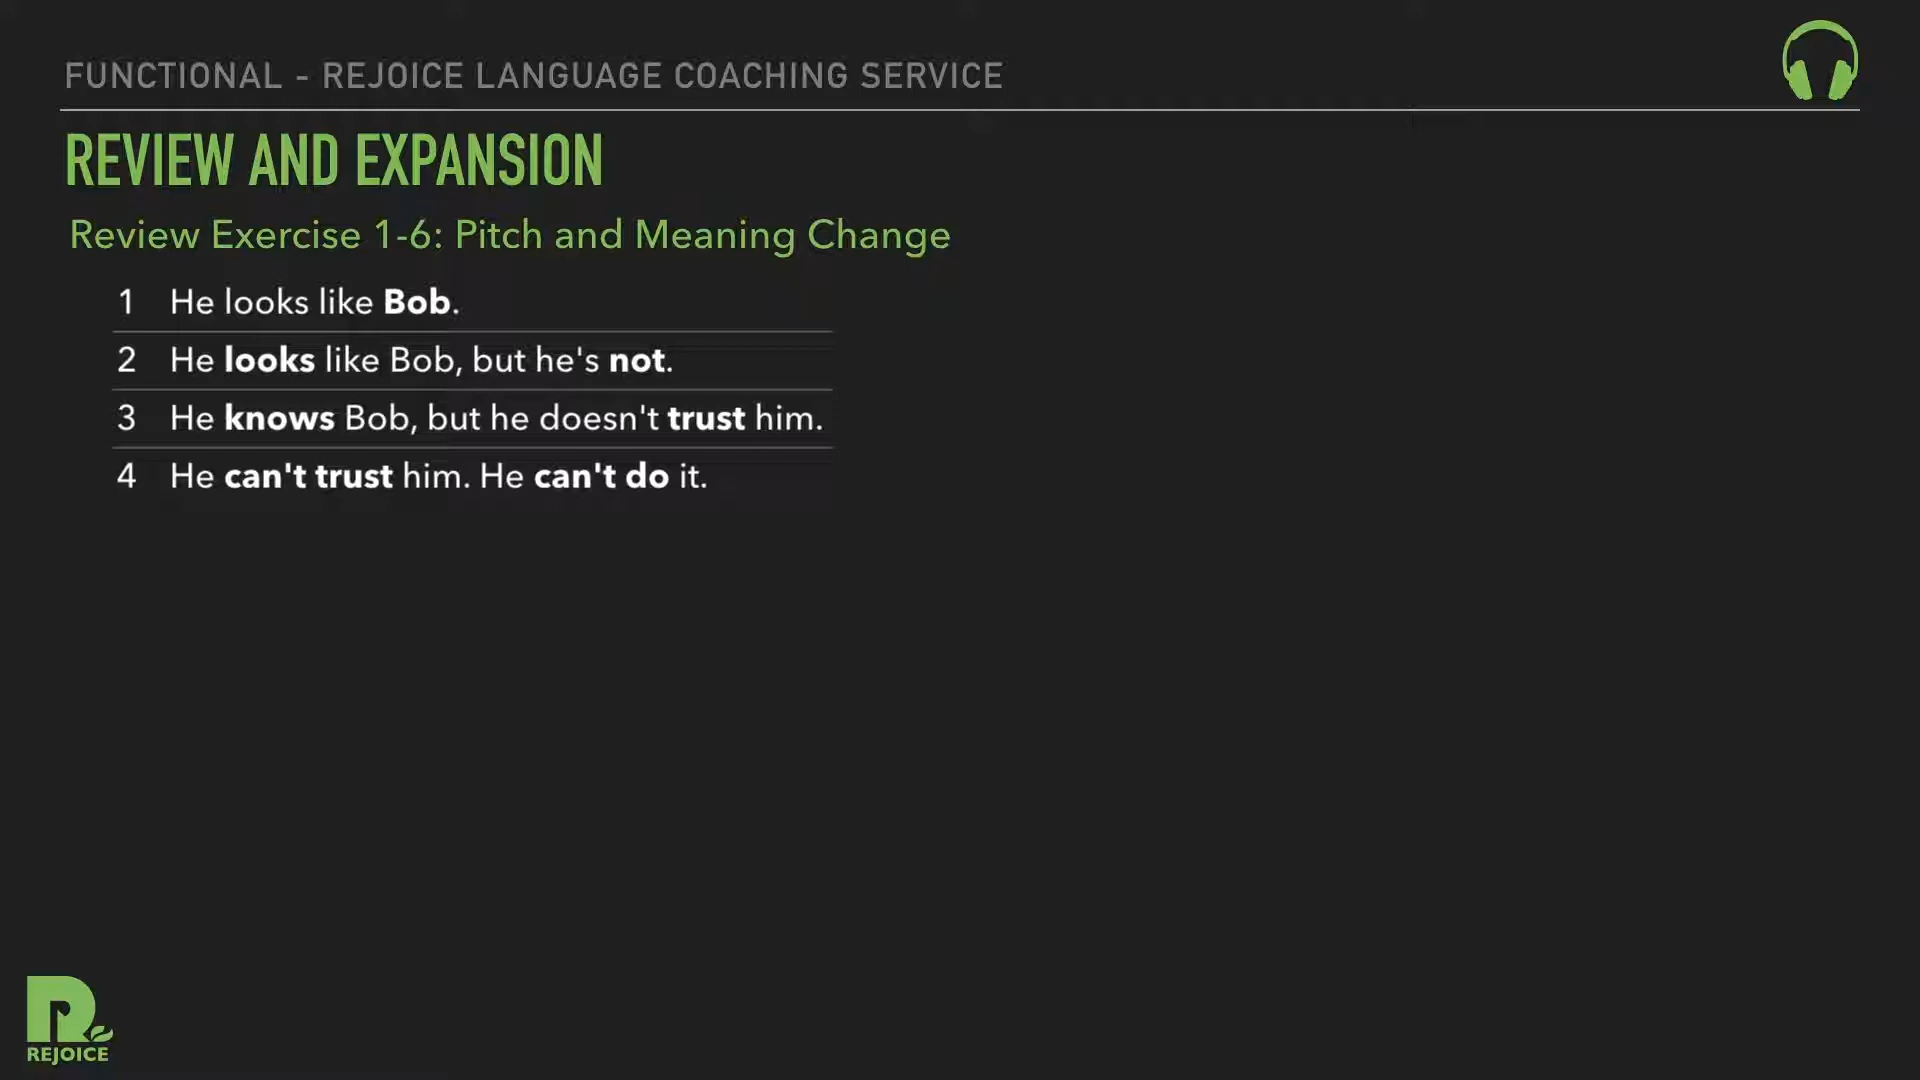 FUNCTIONAL - REJOICE LANGUAGE COACHING SERVICE
REVIEW AND EXPANSION
Review Exercise 1-6: Pitch and Meaning Change
1 He looks like Bob.
2 He looks like Bob, but he's not.
3 He knows Bob, but he doesn't trust him.
4 He can't trust him. He can't do it.
REJOICE